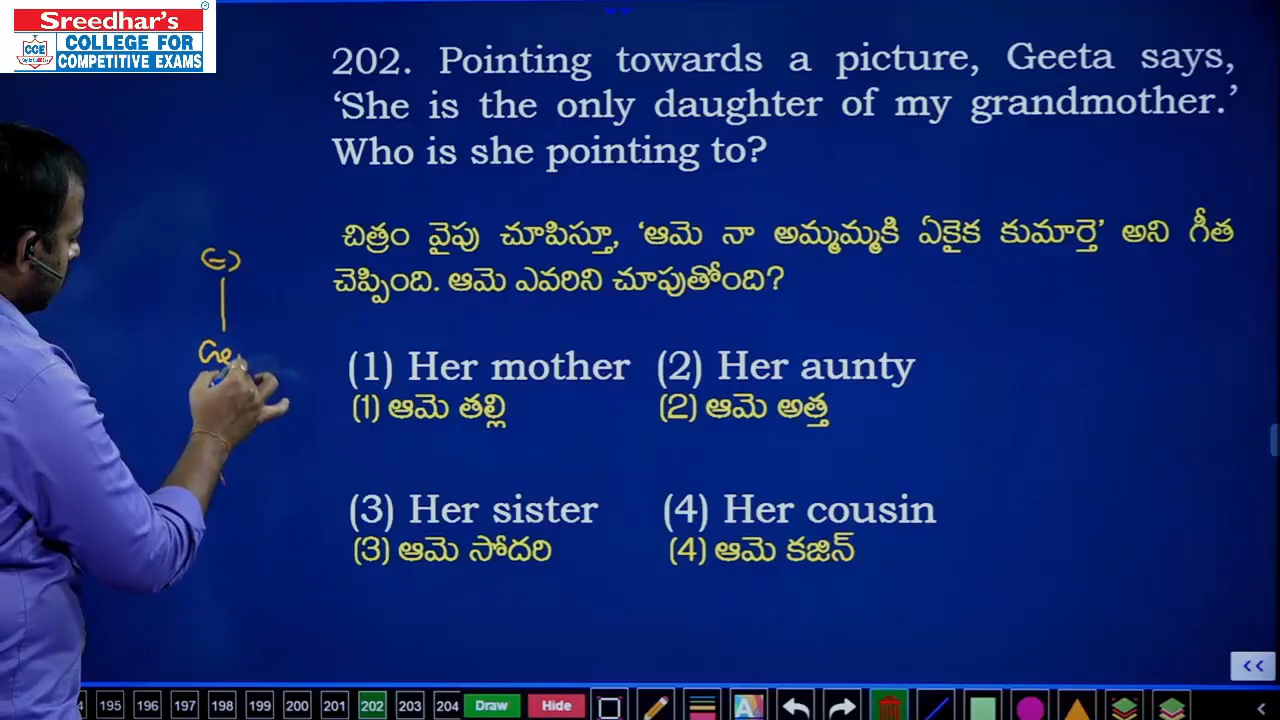 Sreedhar's
CCE
COLLEGE FOR
COMPETITIVE EXAMS
202. Pointing towards a picture, Geeta says,
‘She is the only daughter of my grandmother.’
Who is she pointing to?
చిత్రం వైపు చూపిస్తూ, ‘ఆమె నా అమ్మమ్మకి ఏకైక కుమార్తె’ అని గీత
చెప్పింది. ఆమె ఎవరిని చూపుతోంది?
(1) Her mother (2) Her aunty
(1) ఆమె తల్లి (2) ఆమె అత్త
(3) Her sister (4) Her cousin
(3) ఆమె సోదరి (4) ఆమె కజిన్
(-)
Ge
<<
4 195 196 197 198 199 200 201 202 203 204 Draw Hide